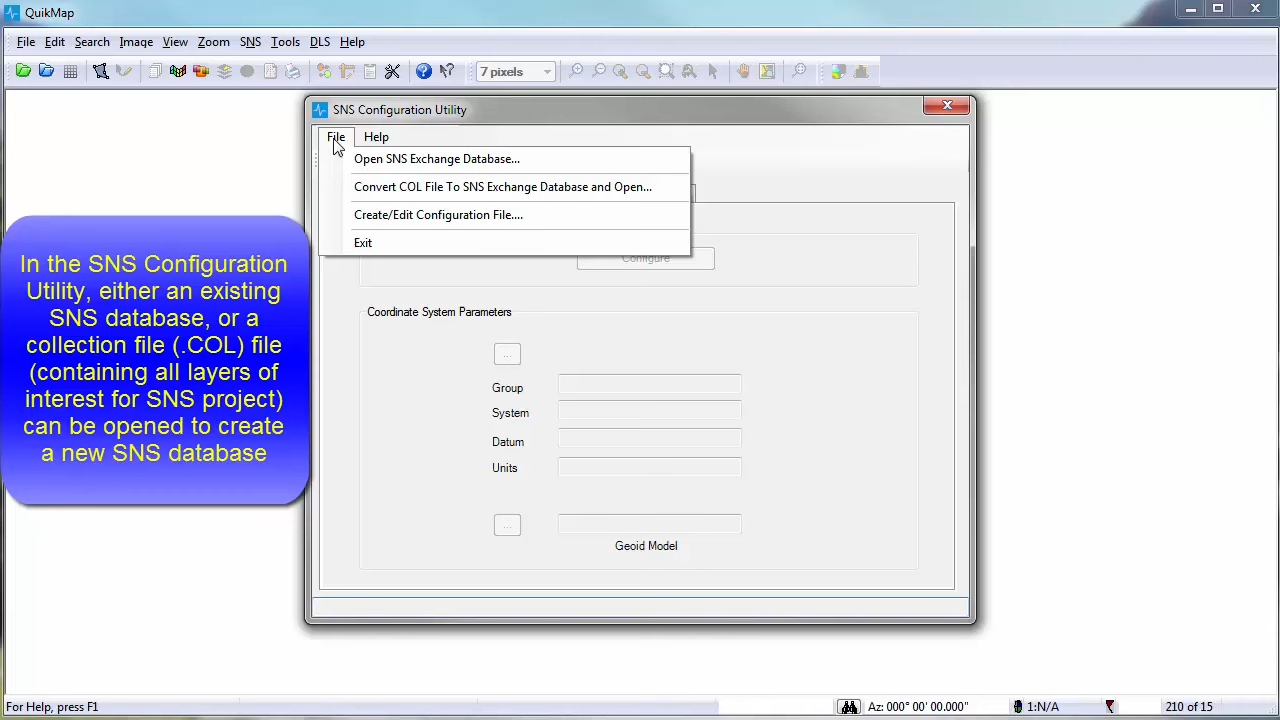 QuikMap
File Edit Search Image View Zoom SNS Tools DLS Help
7 pixels
SNS Configuration Utility
File Help
Open SNS Exchange Database...
Convert COL File To SNS Exchange Database and Open...
Create/Edit Configuration File....
Exit
Configure
In the SNS Configuration
Utility, either an existing
SNS database, or a
collection file (.COL) file
(containing all layers of
interest for SNS project)
can be opened to create
a new SNS database
Coordinate System Parameters
...
Group
System
Datum
Units
...
Geoid Model
For Help, press F1
Az: 000° 00' 00.000"
1:N/A
210 of 15